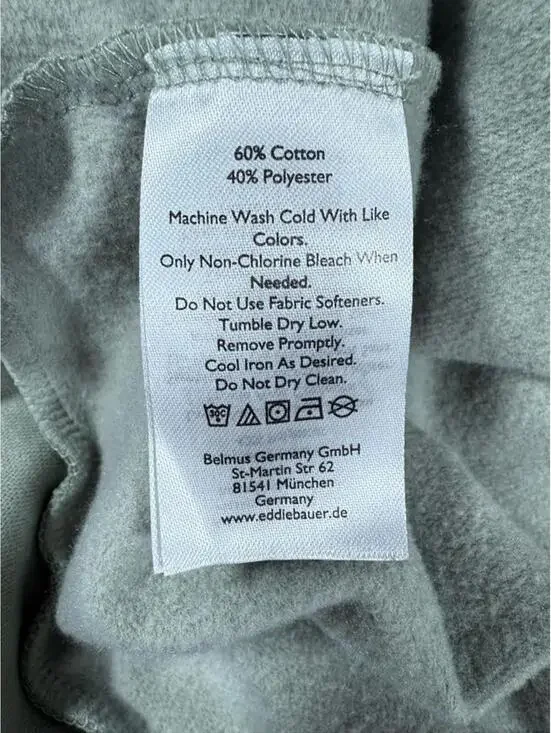 60% Cotton
40% Polyester
Machine Wash Cold With Like
Colors.
Only Non-Chlorine Bleach When
Needed.
Do Not Use Fabric Softeners.
Tumble Dry Low.
Remove Promptly.
Cool Iron As Desired.
Do Not Dry Clean.
30C
Belmus Germany GmbH
St-Martin Str 62
81541 München
Germany
www.eddiebauer.de